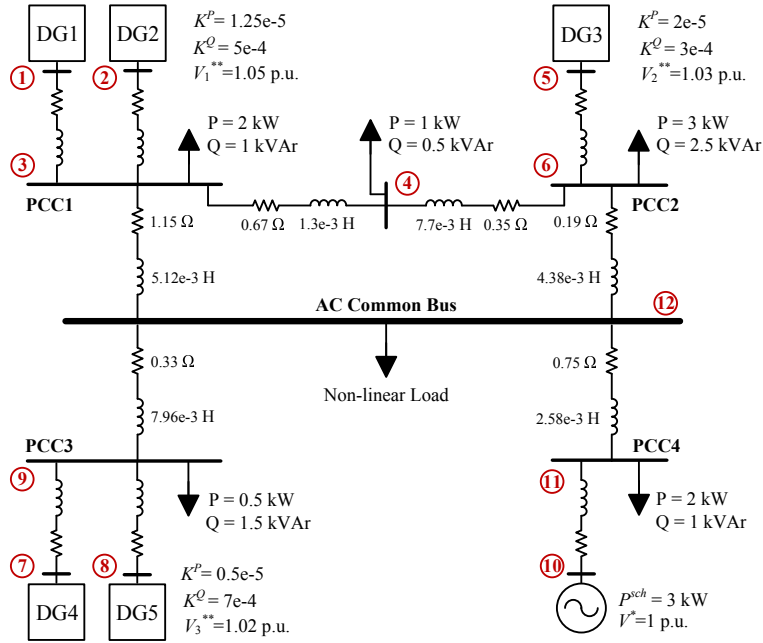 DG1
DG2
K^P = 1.25e-5
K^Q = 5e-4
V₁^** =1.05 p.u.
DG3
K^P = 2e-5
K^Q = 3e-4
V₂^** =1.03 p.u.
1
2
5
P = 2 kW
Q = 1 kVAr
P = 1 kW
Q = 0.5 kVAr
P = 3 kW
Q = 2.5 kVAr
3
4
6
PCC1
PCC2
0.67 Ω
1.3e-3 H
7.7e-3 H
0.35 Ω
1.15 Ω
0.19 Ω
5.12e-3 H
4.38e-3 H
AC Common Bus
12
0.33 Ω
0.75 Ω
Non-linear Load
7.96e-3 H
2.58e-3 H
PCC3
PCC4
9
11
P = 0.5 kW
Q = 1.5 kVAr
P = 2 kW
Q = 1 kVAr
7
8
10
K^P = 0.5e-5
K^Q = 7e-4
V₃^** =1.02 p.u.
DG4
DG5
P^sch = 3 kW
V^* =1 p.u.